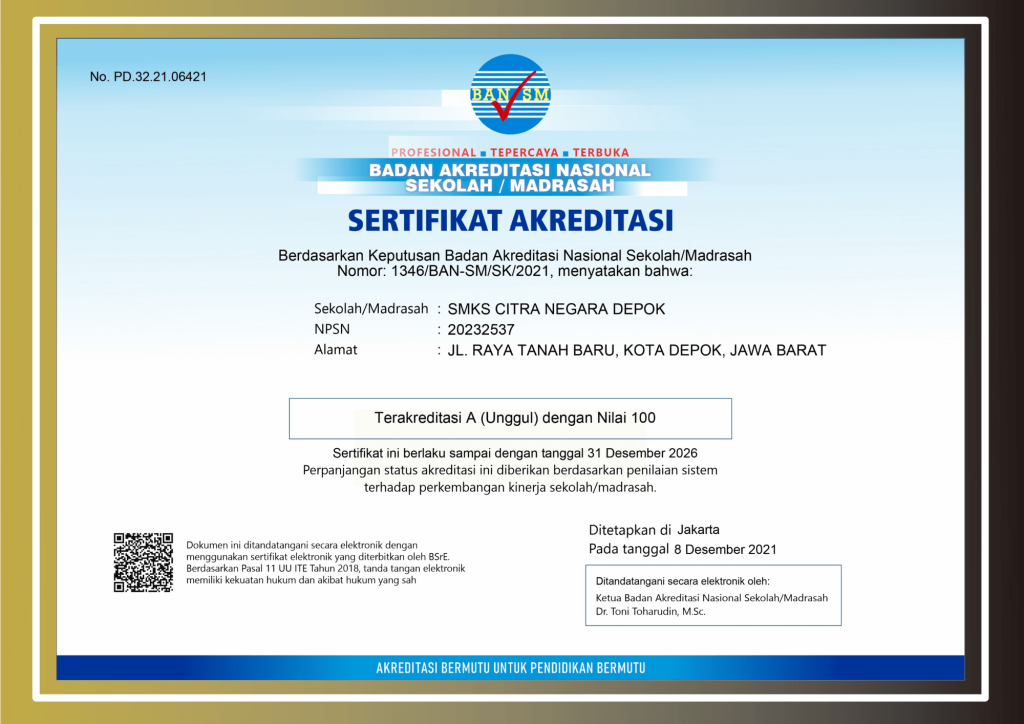 No. PD.32.21.06421
BAN SM
PROFESIONAL ■ TEPERCAYA ■ TERBUKA
BADAN AKREDITASI NASIONAL
SEKOLAH / MADRASAH
SERTIFIKAT AKREDITASI
Berdasarkan Keputusan Badan Akreditasi Nasional Sekolah/Madrasah
Nomor: 1346/BAN-SM/SK/2021, menyatakan bahwa:
Sekolah/Madrasah : SMKS CITRA NEGARA DEPOK
NPSN : 20232537
Alamat : JL. RAYA TANAH BARU, KOTA DEPOK, JAWA BARAT
Terakreditasi A (Unggul) dengan Nilai 100
Sertifikat ini berlaku sampai dengan tanggal 31 Desember 2026
Perpanjangan status akreditasi ini diberikan berdasarkan penilaian sistem
terhadap perkembangan kinerja sekolah/madrasah.
Dokumen ini ditandatangani secara elektronik dengan
menggunakan sertifikat elektronik yang diterbitkan oleh BSrE.
Berdasarkan Pasal 11 UU ITE Tahun 2018, tanda tangan elektronik
memiliki kekuatan hukum dan akibat hukum yang sah
Ditetapkan di Jakarta
Pada tanggal 8 Desember 2021
Ditandatangani secara elektronik oleh:
Ketua Badan Akreditasi Nasional Sekolah/Madrasah
Dr. Toni Toharudin, M.Sc.
AKREDITASI BERMUTU UNTUK PENDIDIKAN BERMUTU